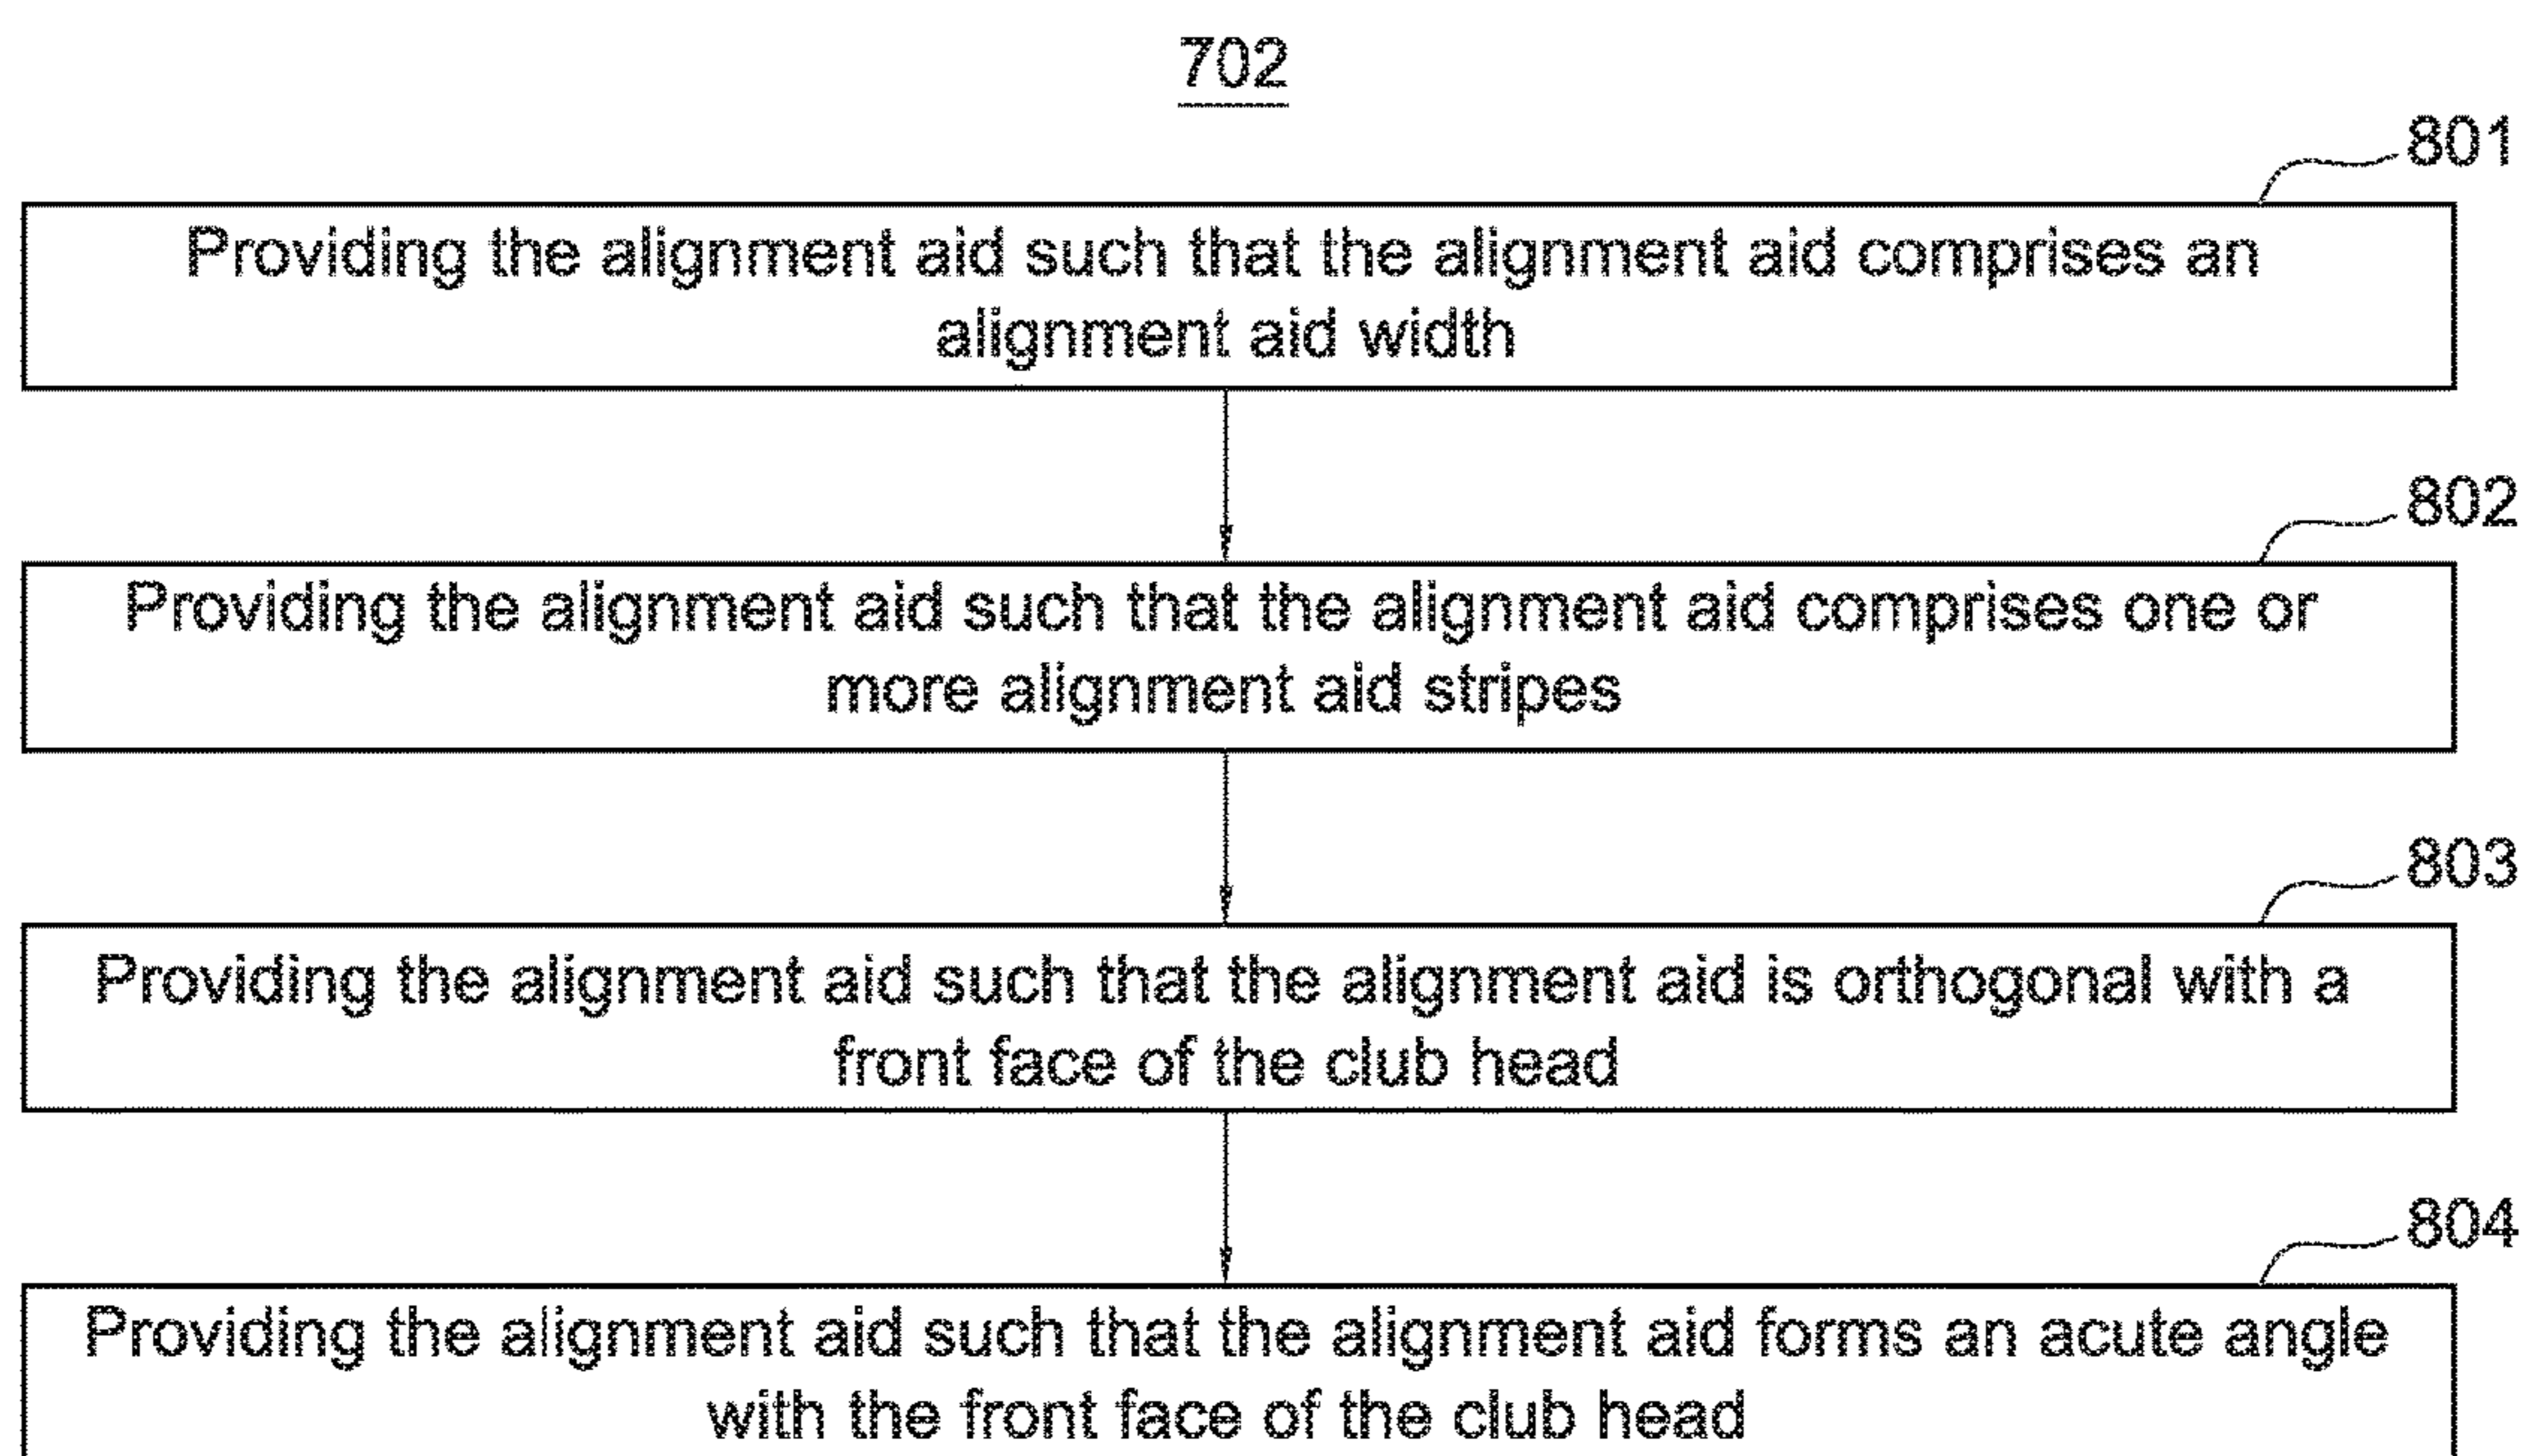 702
801
Providing the alignment aid such that the alignment aid comprises an
alignment aid width
802
Providing the alignment aid such that the alignment aid comprises one or
more alignment aid stripes
803
Providing the alignment aid such that the alignment aid is orthogonal with a
front face of the club head
804
Providing the alignment aid such that the alignment aid forms an acute angle
with the front face of the club head